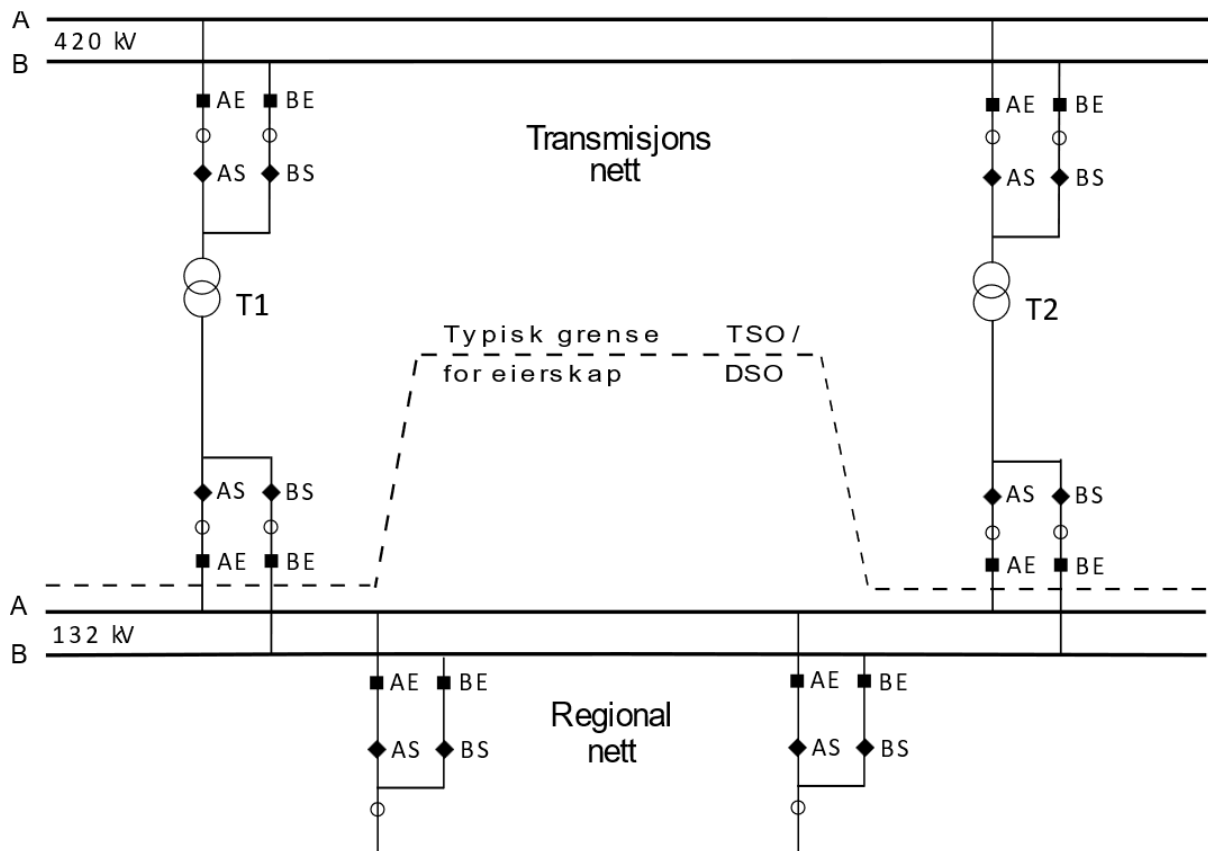 A
420 kV
B
AE BE AE BE
Transmisjons
nett
AS BS AS BS
T1 T2
Typisk grense TSO /
for eierskap DSO
AS BS AS BS
AE BE AE BE
A
132 kV
B
AE BE AE BE
Regional
nett
AS BS AS BS